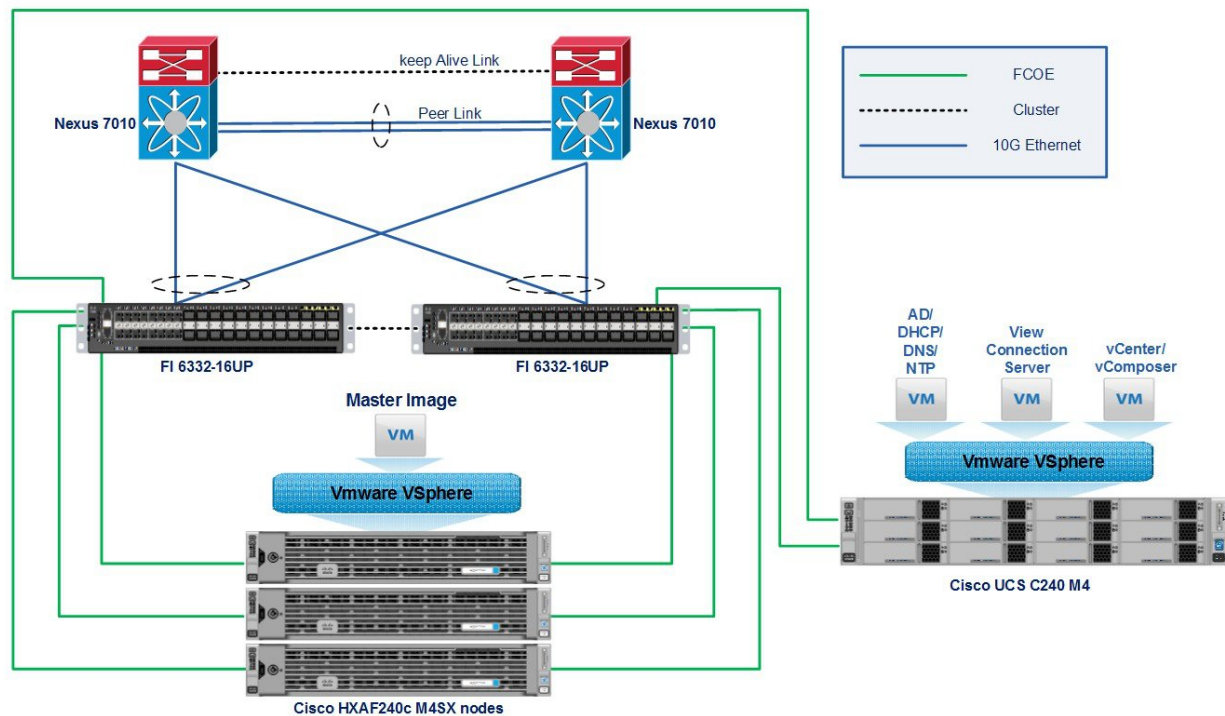 keep Alive Link
Nexus 7010
Peer Link
Nexus 7010
FCOE
Cluster
10G Ethernet
FI 6332-16UP
FI 6332-16UP
Master Image
VM
Vmware VSphere
Cisco HXAF240c M4SX nodes
AD/
DHCP/
DNS/
NTP
View
Connection
Server
vCenter/
vComposer
VM
VM
VM
Vmware VSphere
Cisco UCS C240 M4